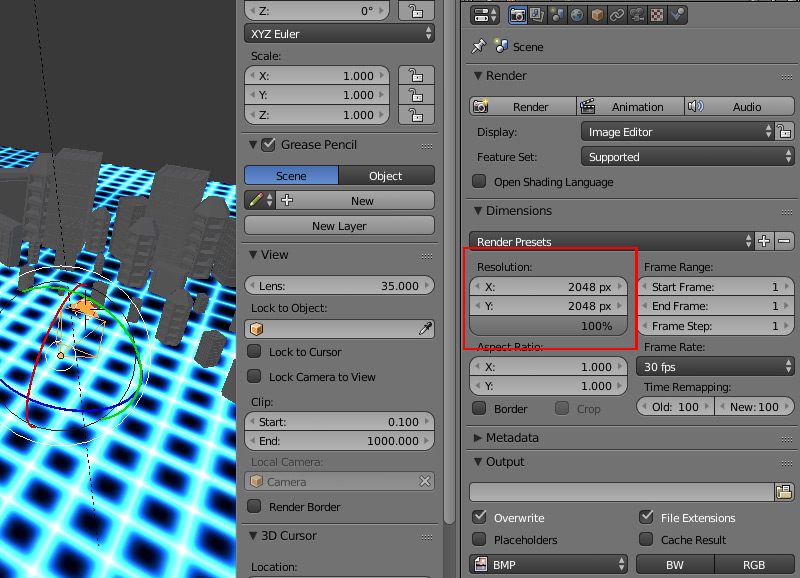 Z: 0°
XYZ Euler
Scale:
X: 1.000
Y: 1.000
Z: 1.000
Grease Pencil
Scene Object
New
New Layer
View
Lens: 35.000
Lock to Object:
Lock to Cursor
Lock Camera to View
Clip:
Start: 0.100
End: 1000.000
Local Camera:
Camera
Render Border
3D Cursor
Location:
Scene
Render
Render Animation Audio
Display: Image Editor
Feature Set: Supported
Open Shading Language
Dimensions
Render Presets
Resolution:
X: 2048 px
Y: 2048 px
100%
Aspect Ratio:
X: 1.000
Y: 1.000
Border Crop
Frame Range:
Start Frame: 1
End Frame: 1
Frame Step: 1
Frame Rate:
30 fps
Time Remapping:
Old: 100 New: 100
Metadata
Output
Overwrite File Extensions
Placeholders Cache Result
BMP BW RGB